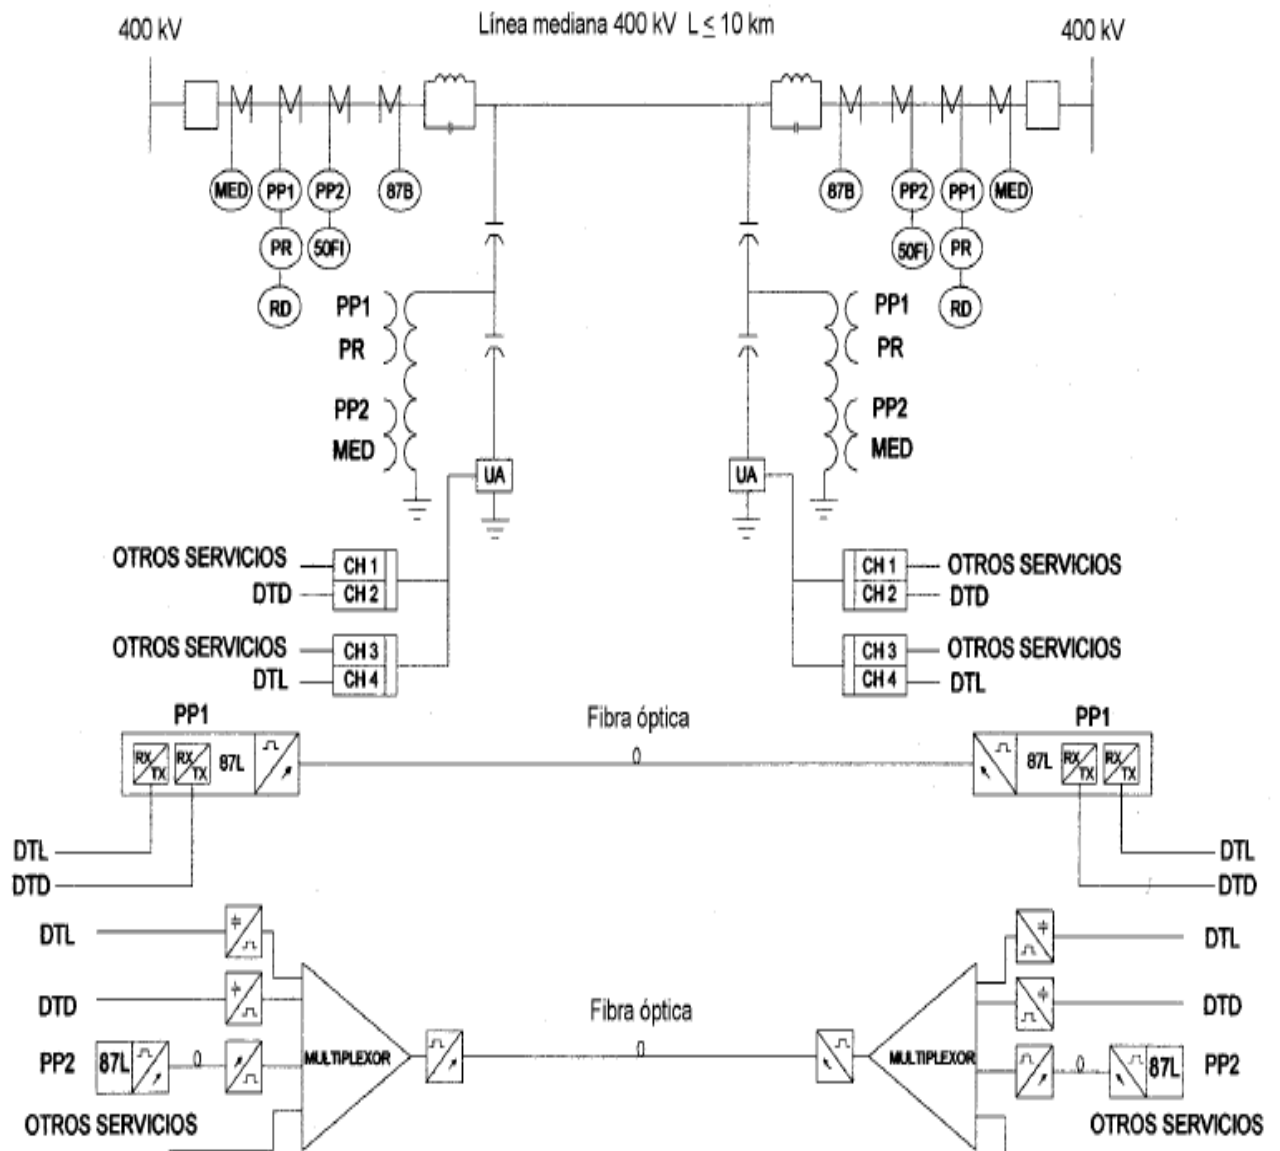 400 kV
Línea mediana 400 kV L ≤ 10 km
400 kV
MED PP1 PP2 87B
87B PP2 PP1 MED
PR 50FI
50FI PR
RD
RD
PP1
PR
PP2
MED
PP1
PR
PP2
MED
UA
UA
OTROS SERVICIOS CH 1
DTD CH 2
OTROS SERVICIOS CH 3
DTL CH 4
CH 1 OTROS SERVICIOS
CH 2 DTD
CH 3 OTROS SERVICIOS
CH 4 DTL
PP1
Fibra óptica
PP1
RX TX RX TX 87L
0
87L RX TX RX TX
DTL
DTD
DTL
DTD
DTL
DTD
PP2 87L 0
OTROS SERVICIOS
MULTIPLEXOR
Fibra óptica
0
MULTIPLEXOR
DTL
DTD
0 87L PP2
OTROS SERVICIOS